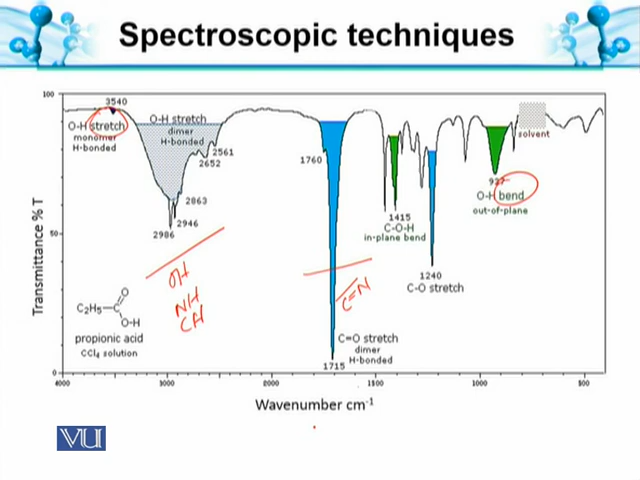 Spectroscopic techniques
100
3540
O-H stretch
monomer
H-bonded
O-H stretch
dimer
H-bonded
2561
2652
2863
2946
2986
1760
solvent
O-H bend
out-of-plane
1415
C-O-H
in-plane bend
1240
C-O stretch
50
Transmittance % T
OH
NH
CH
C=N
C₂H₅-C
O
O-H
propionic acid
CCl₄ solution
C=O stretch
dimer
H-bonded
1715
0
4000
3000
2000
1500
1000
500
Wavenumber cm⁻¹
VU